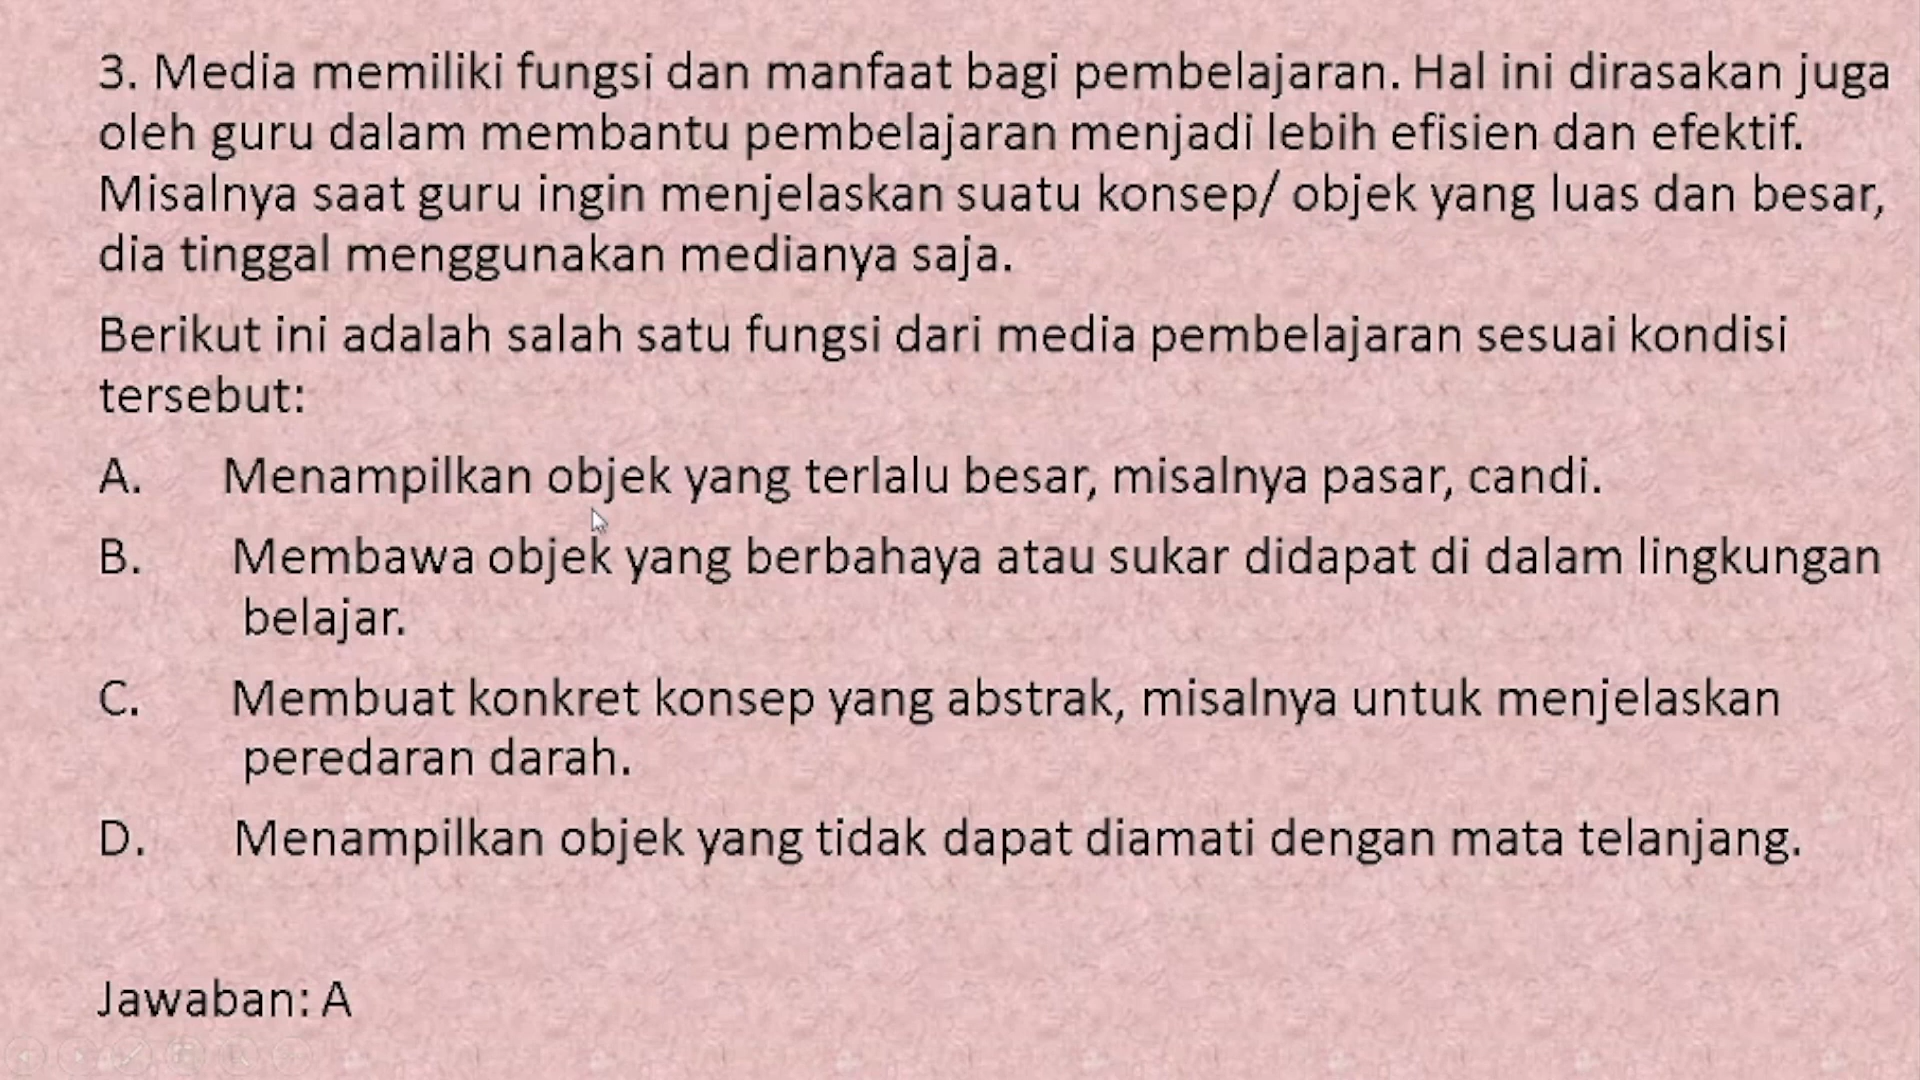 3. Media memiliki fungsi dan manfaat bagi pembelajaran. Hal ini dirasakan juga
oleh guru dalam membantu pembelajaran menjadi lebih efisien dan efektif.
Misalnya saat guru ingin menjelaskan suatu konsep/ objek yang luas dan besar,
dia tinggal menggunakan medianya saja.
Berikut ini adalah salah satu fungsi dari media pembelajaran sesuai kondisi
tersebut:
A. Menampilkan objek yang terlalu besar, misalnya pasar, candi.
B. Membawa objek yang berbahaya atau sukar didapat di dalam lingkungan
belajar.
C. Membuat konkret konsep yang abstrak, misalnya untuk menjelaskan
peredaran darah.
D. Menampilkan objek yang tidak dapat diamati dengan mata telanjang.
Jawaban: A